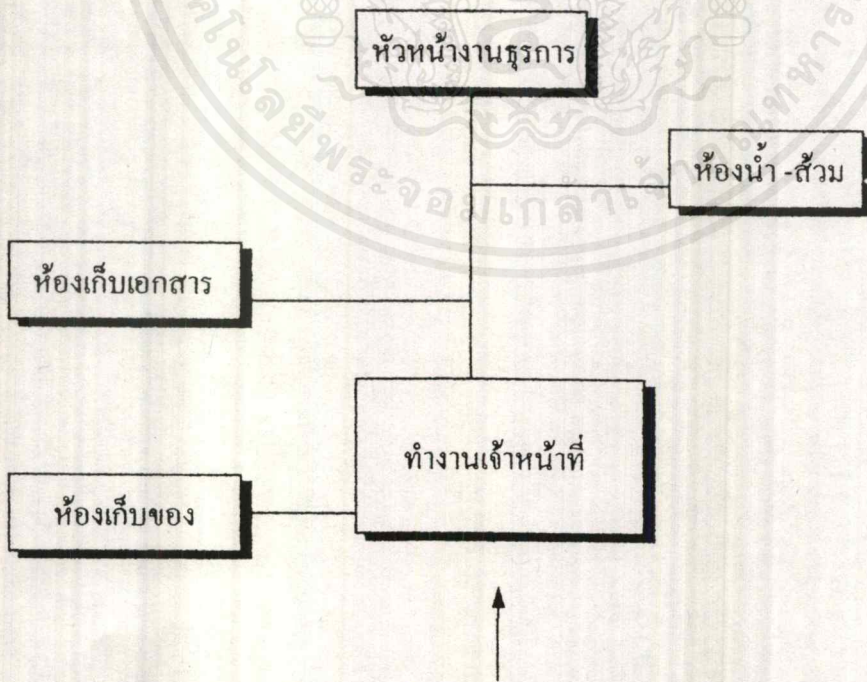 หัวหน้างานธุรการ
ห้องน้ำ -ส้วม
ห้องเก็บเอกสาร
ทำงานเจ้าหน้าที่
ห้องเก็บของ